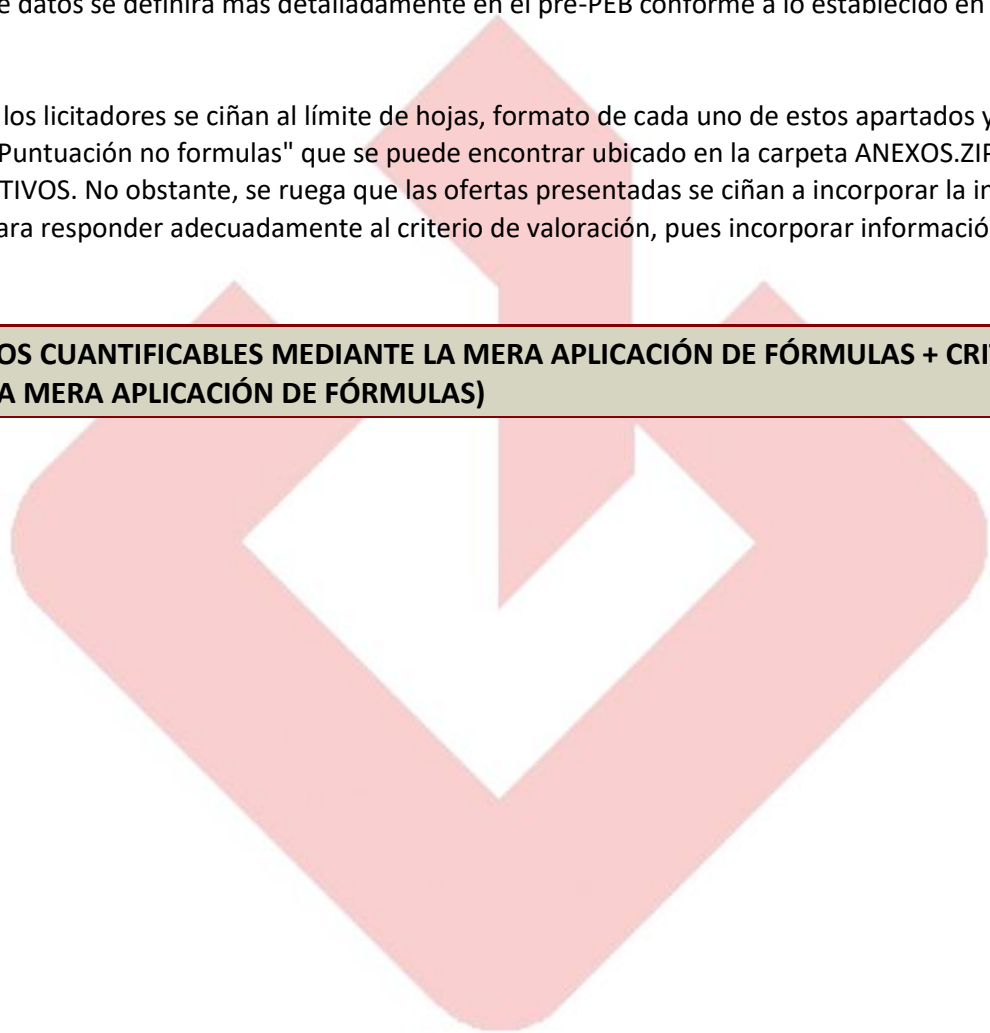 e datos se definirá más detalladamente en el pre-PEB conforme a lo establecido en
los licitadores se ciñan al límite de hojas, formato de cada uno de estos apartados y
Puntuación no formulas" que se puede encontrar ubicado en la carpeta ANEXOS.ZIP
TIVOS. No obstante, se ruega que las ofertas presentadas se ciñan a incorporar la in
ara responder adecuadamente al criterio de valoración, pues incorporar informació
OS CUANTIFICABLES MEDIANTE LA MERA APLICACIÓN DE FÓRMULAS + CRI
A MERA APLICACIÓN DE FÓRMULAS)